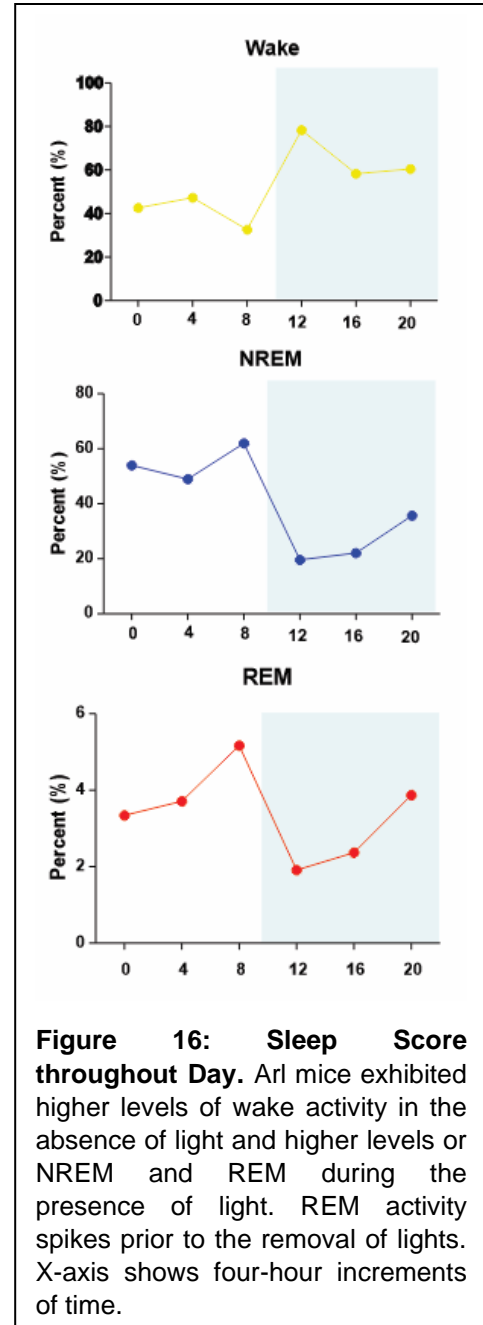 Wake
100
80
60
40
20
0
Percent (%)
0 4 8 12 16 20
NREM
80
60
40
20
0
Percent (%)
0 4 8 12 16 20
REM
6
4
2
0
Percent (%)
0 4 8 12 16 20
Figure 16: Sleep Score
throughout Day. Arl mice exhibited
higher levels of wake activity in the
absence of light and higher levels or
NREM and REM during the
presence of light. REM activity
spikes prior to the removal of lights.
X-axis shows four-hour increments
of time.